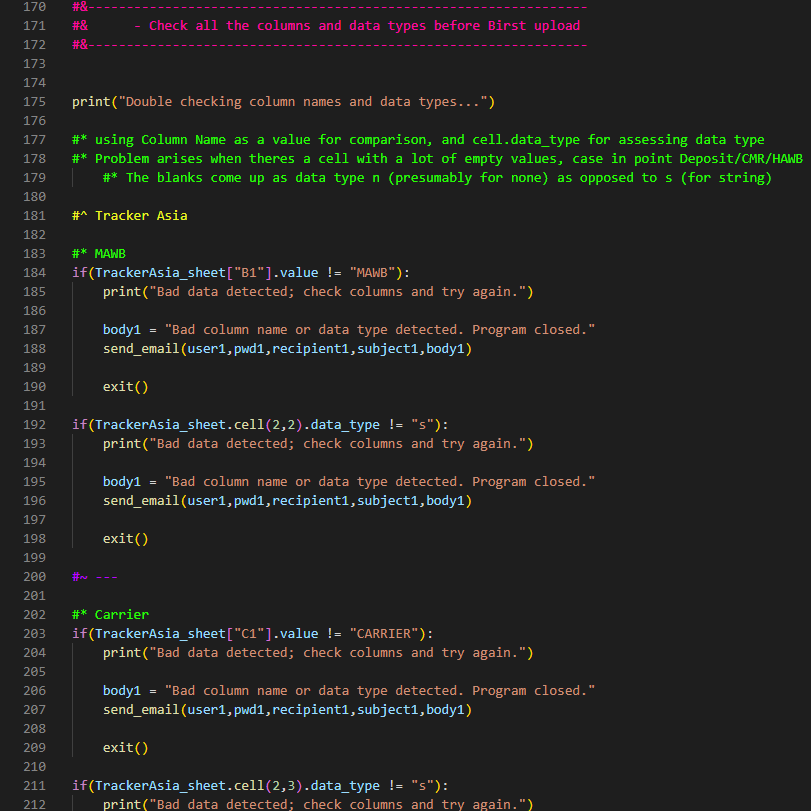 170 #&-----------------------------------------------------------------
171 #&      - Check all the columns and data types before Birst upload
172 #&-----------------------------------------------------------------
173
174
175 print("Double checking column names and data types...")
176
177 #* using Column Name as a value for comparison, and cell.data_type for assessing data type
178 #* Problem arises when theres a cell with a lot of empty values, case in point Deposit/CMR/HAWB
179     #* The blanks come up as data type n (presumably for none) as opposed to s (for string)
180
181 #^ Tracker Asia
182
183 #* MAWB
184 if(TrackerAsia_sheet["B1"].value != "MAWB"):
185     print("Bad data detected; check columns and try again.")
186
187     body1 = "Bad column name or data type detected. Program closed."
188     send_email(user1,pwd1,recipient1,subject1,body1)
189
190     exit()
191
192 if(TrackerAsia_sheet.cell(2,2).data_type != "s"):
193     print("Bad data detected; check columns and try again.")
194
195     body1 = "Bad column name or data type detected. Program closed."
196     send_email(user1,pwd1,recipient1,subject1,body1)
197
198     exit()
199
200 #~ ---
201
202 #* Carrier
203 if(TrackerAsia_sheet["C1"].value != "CARRIER"):
204     print("Bad data detected; check columns and try again.")
205
206     body1 = "Bad column name or data type detected. Program closed."
207     send_email(user1,pwd1,recipient1,subject1,body1)
208
209     exit()
210
211 if(TrackerAsia_sheet.cell(2,3).data_type != "s"):
212     print("Bad data detected; check columns and try again.")